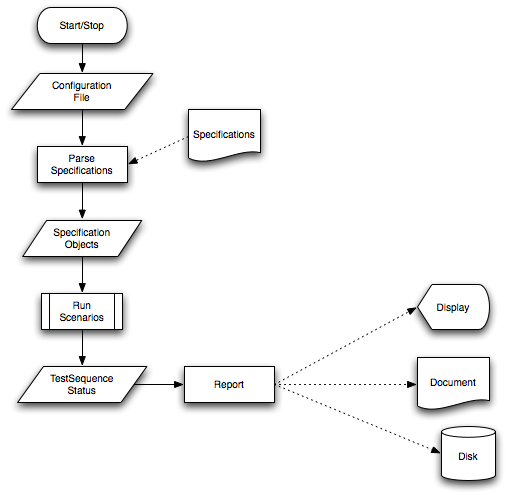 Start/Stop
Configuration
File
Parse
Specifications
Specifications
Specification
Objects
Run
Scenarios
TestSequence
Status
Report
Display
Document
Disk